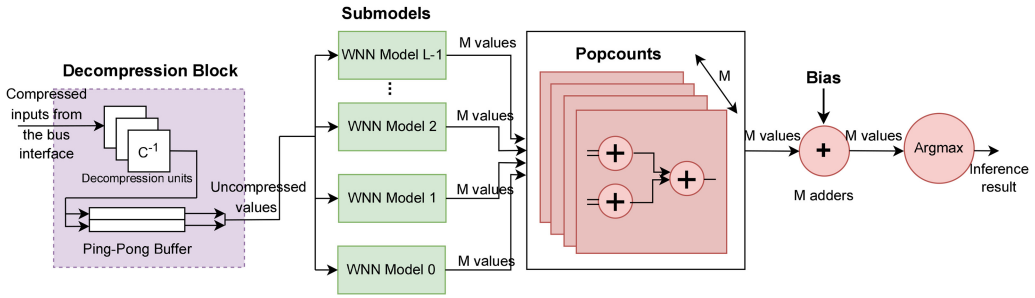 Submodels
Decompression Block
Compressed
inputs from
the bus
interface
C-1
Decompression units
Ping-Pong Buffer
Uncompressed
values
WNN Model L-1
⋮
WNN Model 2
WNN Model 1
WNN Model 0
M values
M values
M values
M values
Popcounts
M
+
+
+
M values
Bias
+
M adders
M values
Argmax
Inference
result